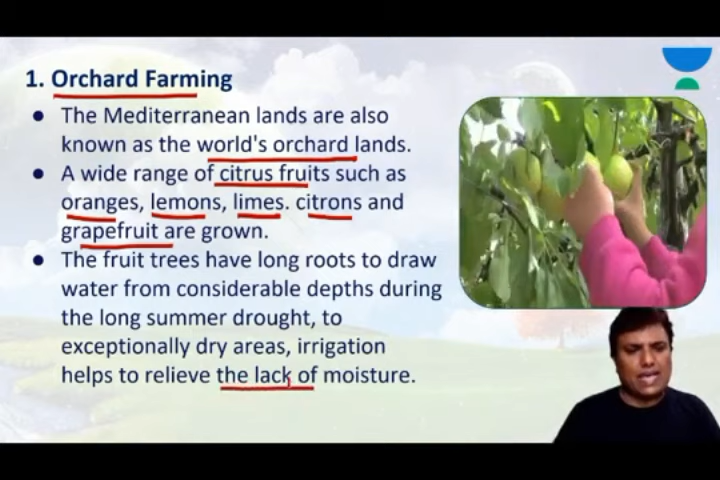 1. Orchard Farming
● The Mediterranean lands are also
known as the world's orchard lands.
● A wide range of citrus fruits such as
oranges, lemons, limes. citrons and
grapefruit are grown.
● The fruit trees have long roots to draw
water from considerable depths during
the long summer drought, to
exceptionally dry areas, irrigation
helps to relieve the lack of moisture.